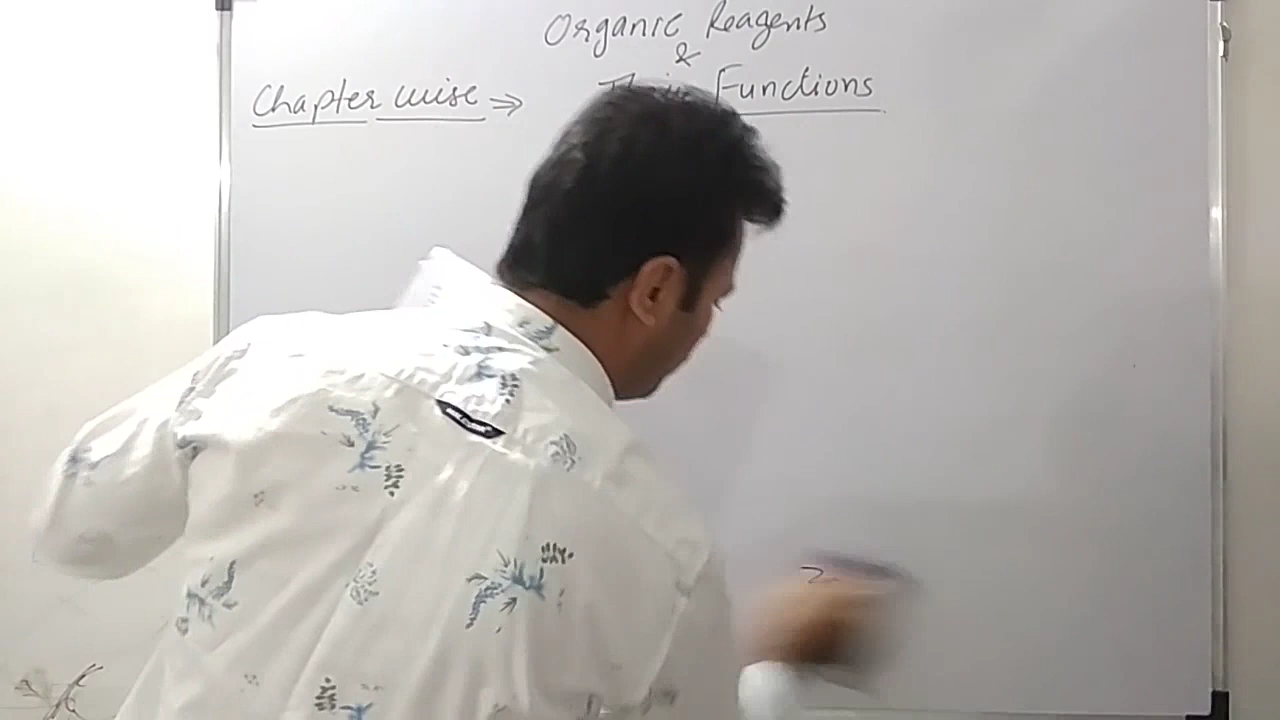 Organic Reagents
&
Chapter wise => Their Functions